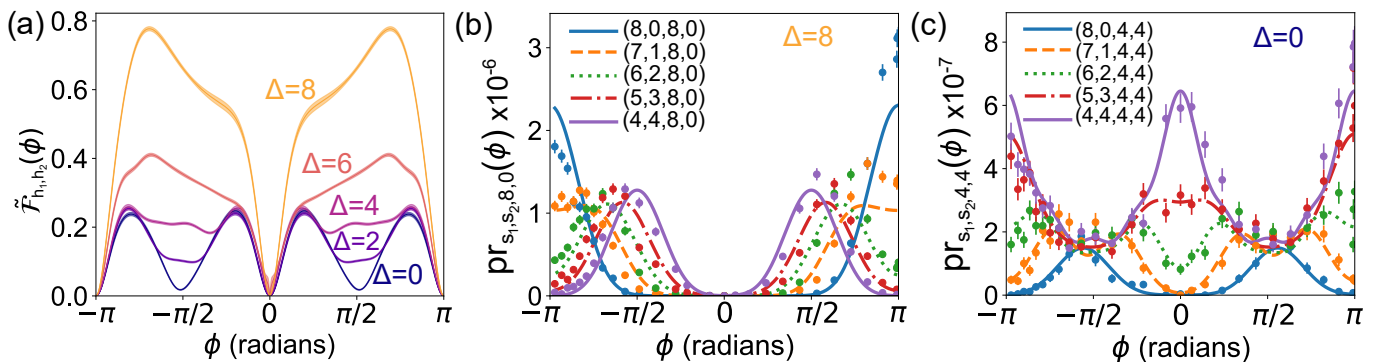 (a)
0.8
0.6
0.4
0.2
0.0
F̃h₁,h₂(ϕ)
Δ=8
Δ=6
Δ=4
Δ=2
Δ=0
−π
−π/2
0
π/2
π
ϕ (radians)
(b)
3
2
1
0
prs₁,s₂,8,0(ϕ) x10⁻⁶
(8,0,8,0)
(7,1,8,0)
(6,2,8,0)
(5,3,8,0)
(4,4,8,0)
Δ=8
−π
−π/2
0
π/2
π
ϕ (radians)
(c)
8
6
4
2
0
prs₁,s₂,4,4(ϕ) x10⁻⁷
(8,0,4,4)
(7,1,4,4)
(6,2,4,4)
(5,3,4,4)
(4,4,4,4)
Δ=0
−π
−π/2
0
π/2
π
ϕ (radians)